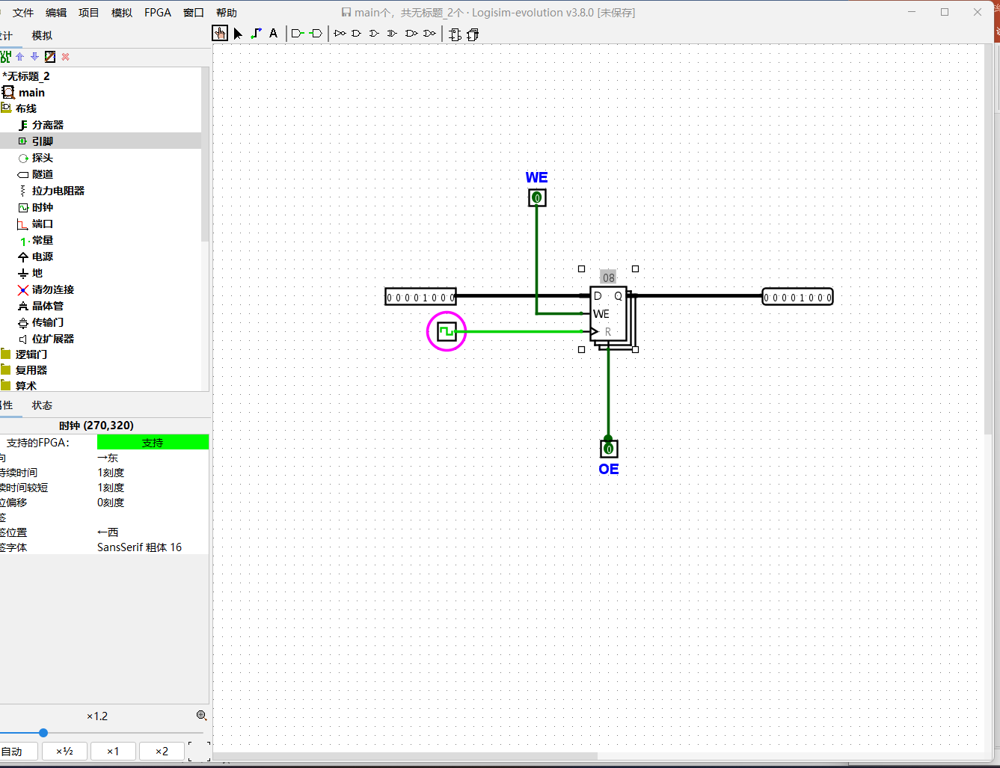 文件 编辑 项目 模拟 FPGA 窗口 帮助
main个，共无标题_2个 · Logisim-evolution v3.8.0 [未保存]
计 模拟
A
*无标题_2
main
布线
分离器
引脚
探头
隧道
拉力电阻器
时钟
端口
常量
电源
地
请勿连接
晶体管
传输门
位扩展器
逻辑门
复用器
算术
属性 状态
时钟 (270,320)
支持的FPGA： 支持
向 →东
持续时间 1刻度
续时间较短 1刻度
位偏移 0刻度
签
签位置 ←西
签字体 SansSerif 粗体 16
×1.2
自动 ×½ ×1 ×2
WE
0
08
0 0 0 0 1 0 0 0
D Q
WE
R
0 0 0 0 1 0 0 0
0
OE